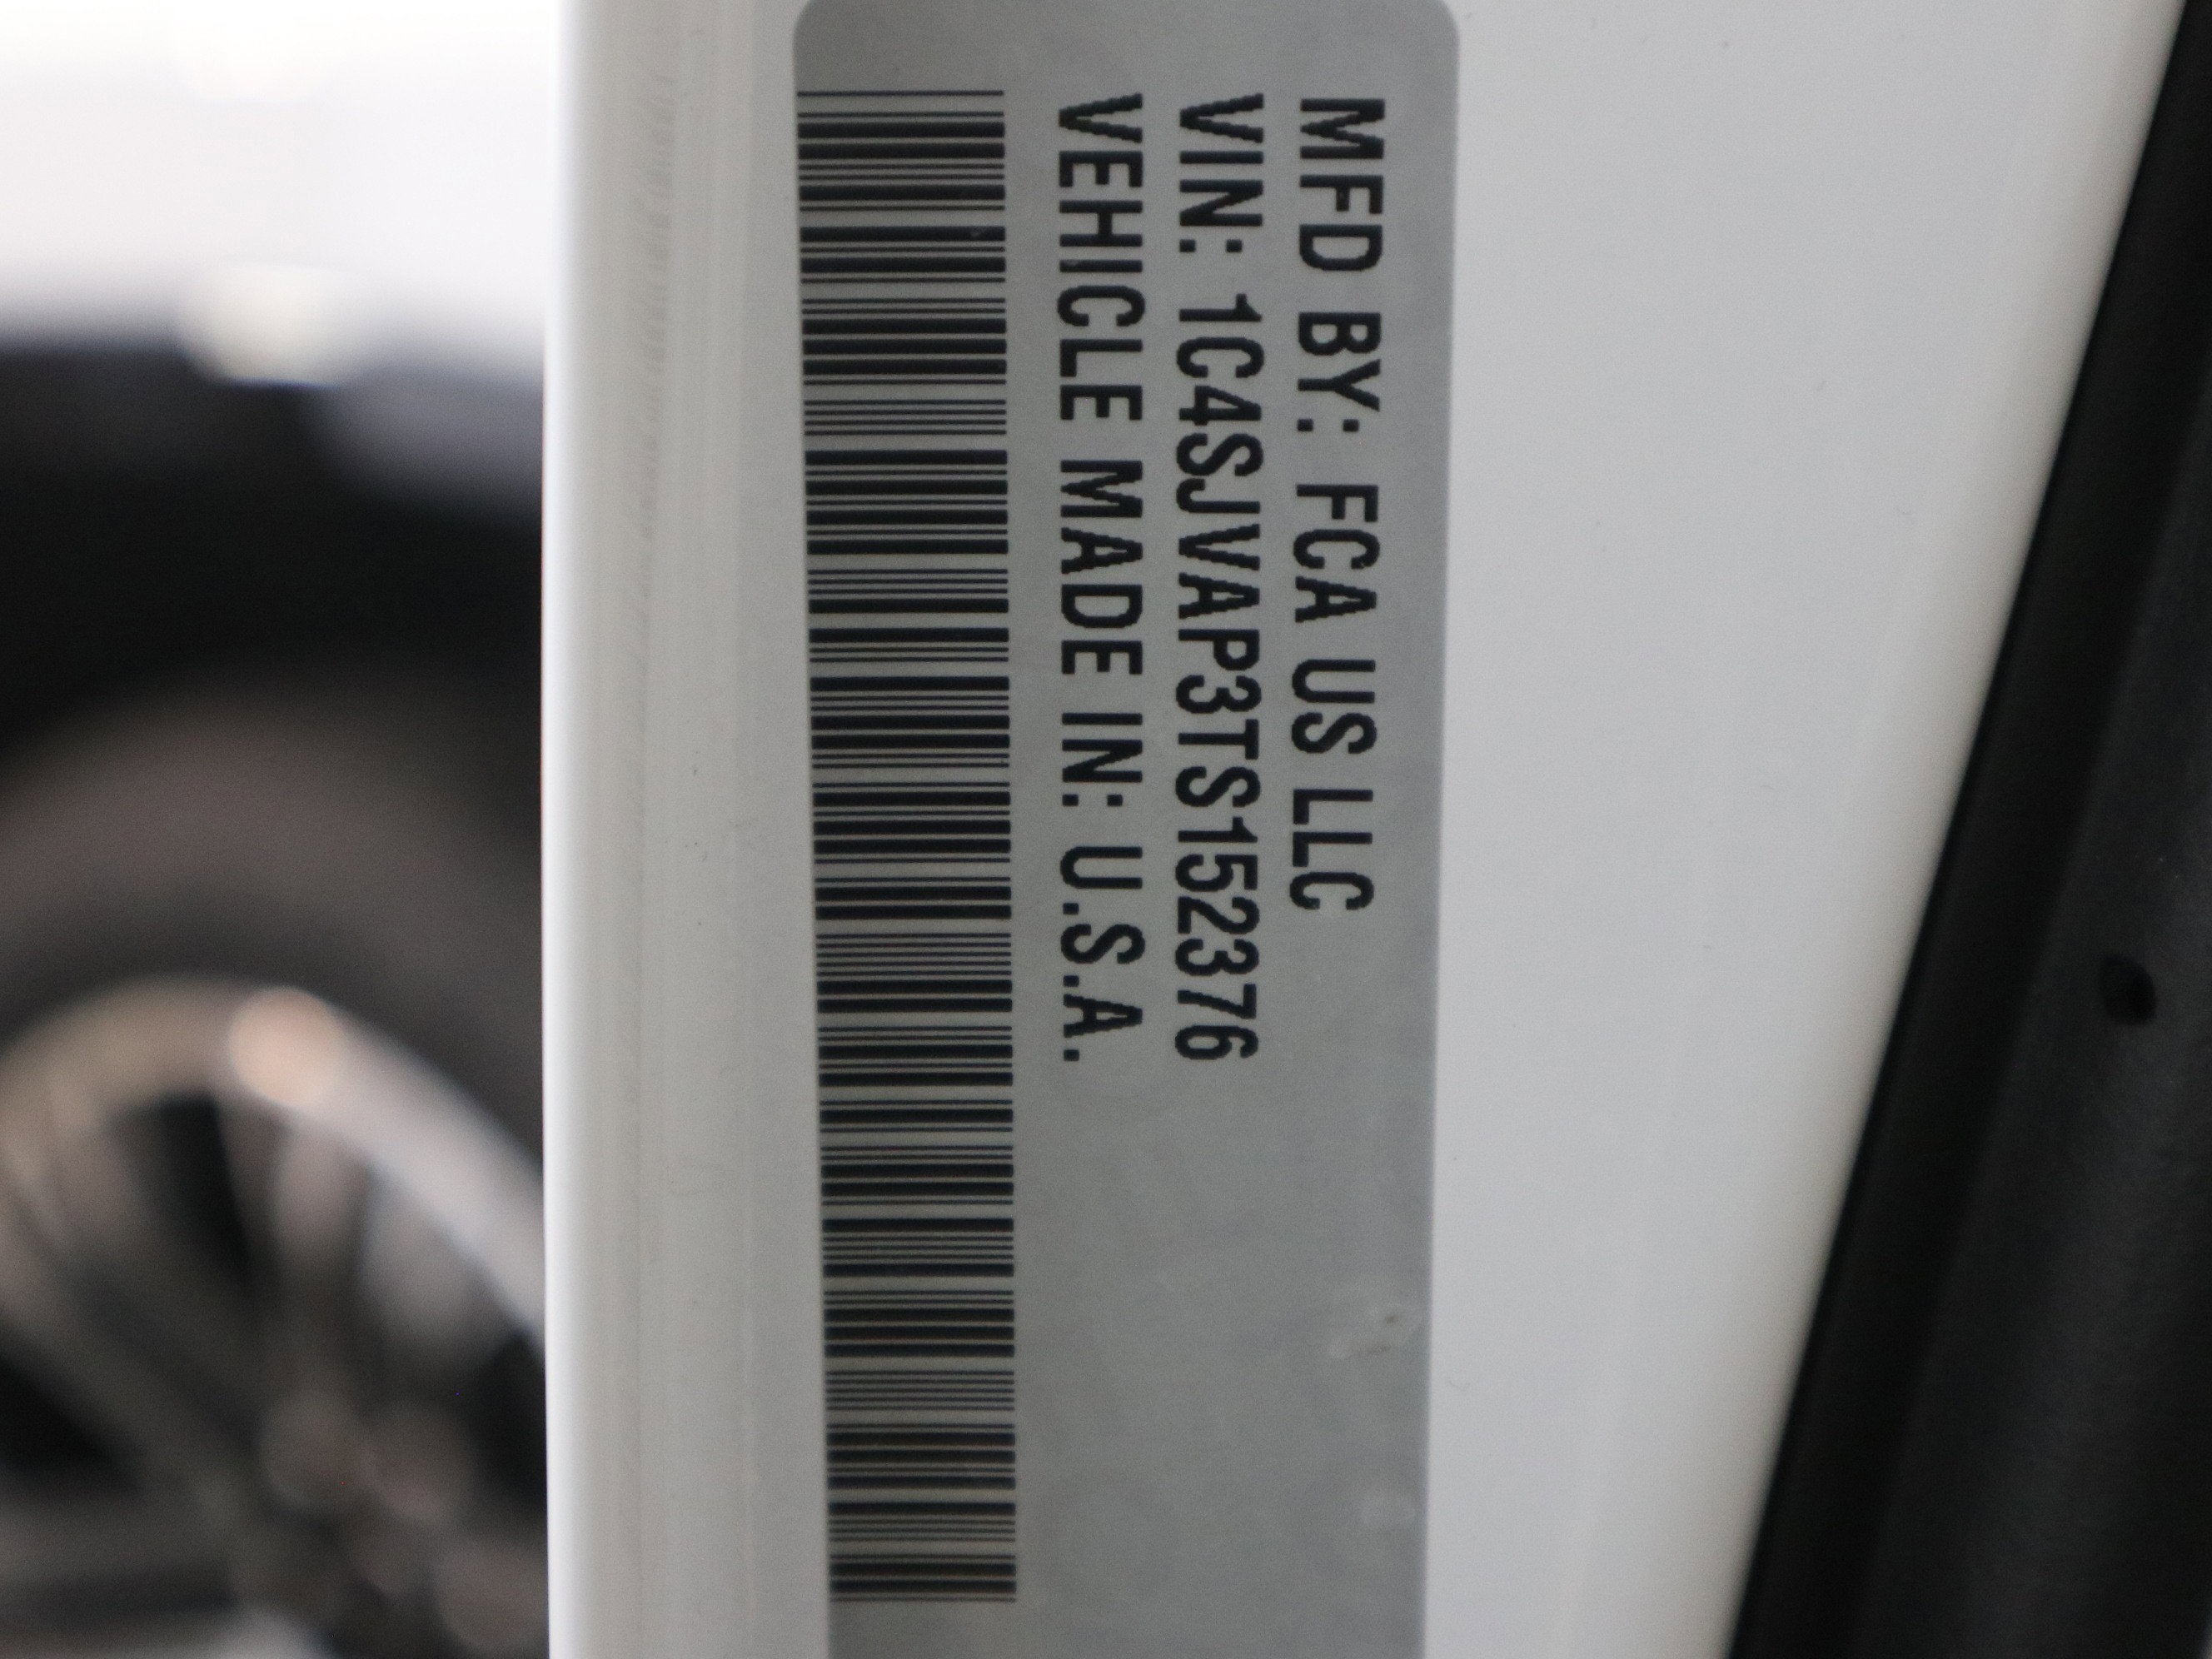 MFD BY: FCA US LLC
VIN: 1C4SJVAP3TS152376
VEHICLE MADE IN: U.S.A.